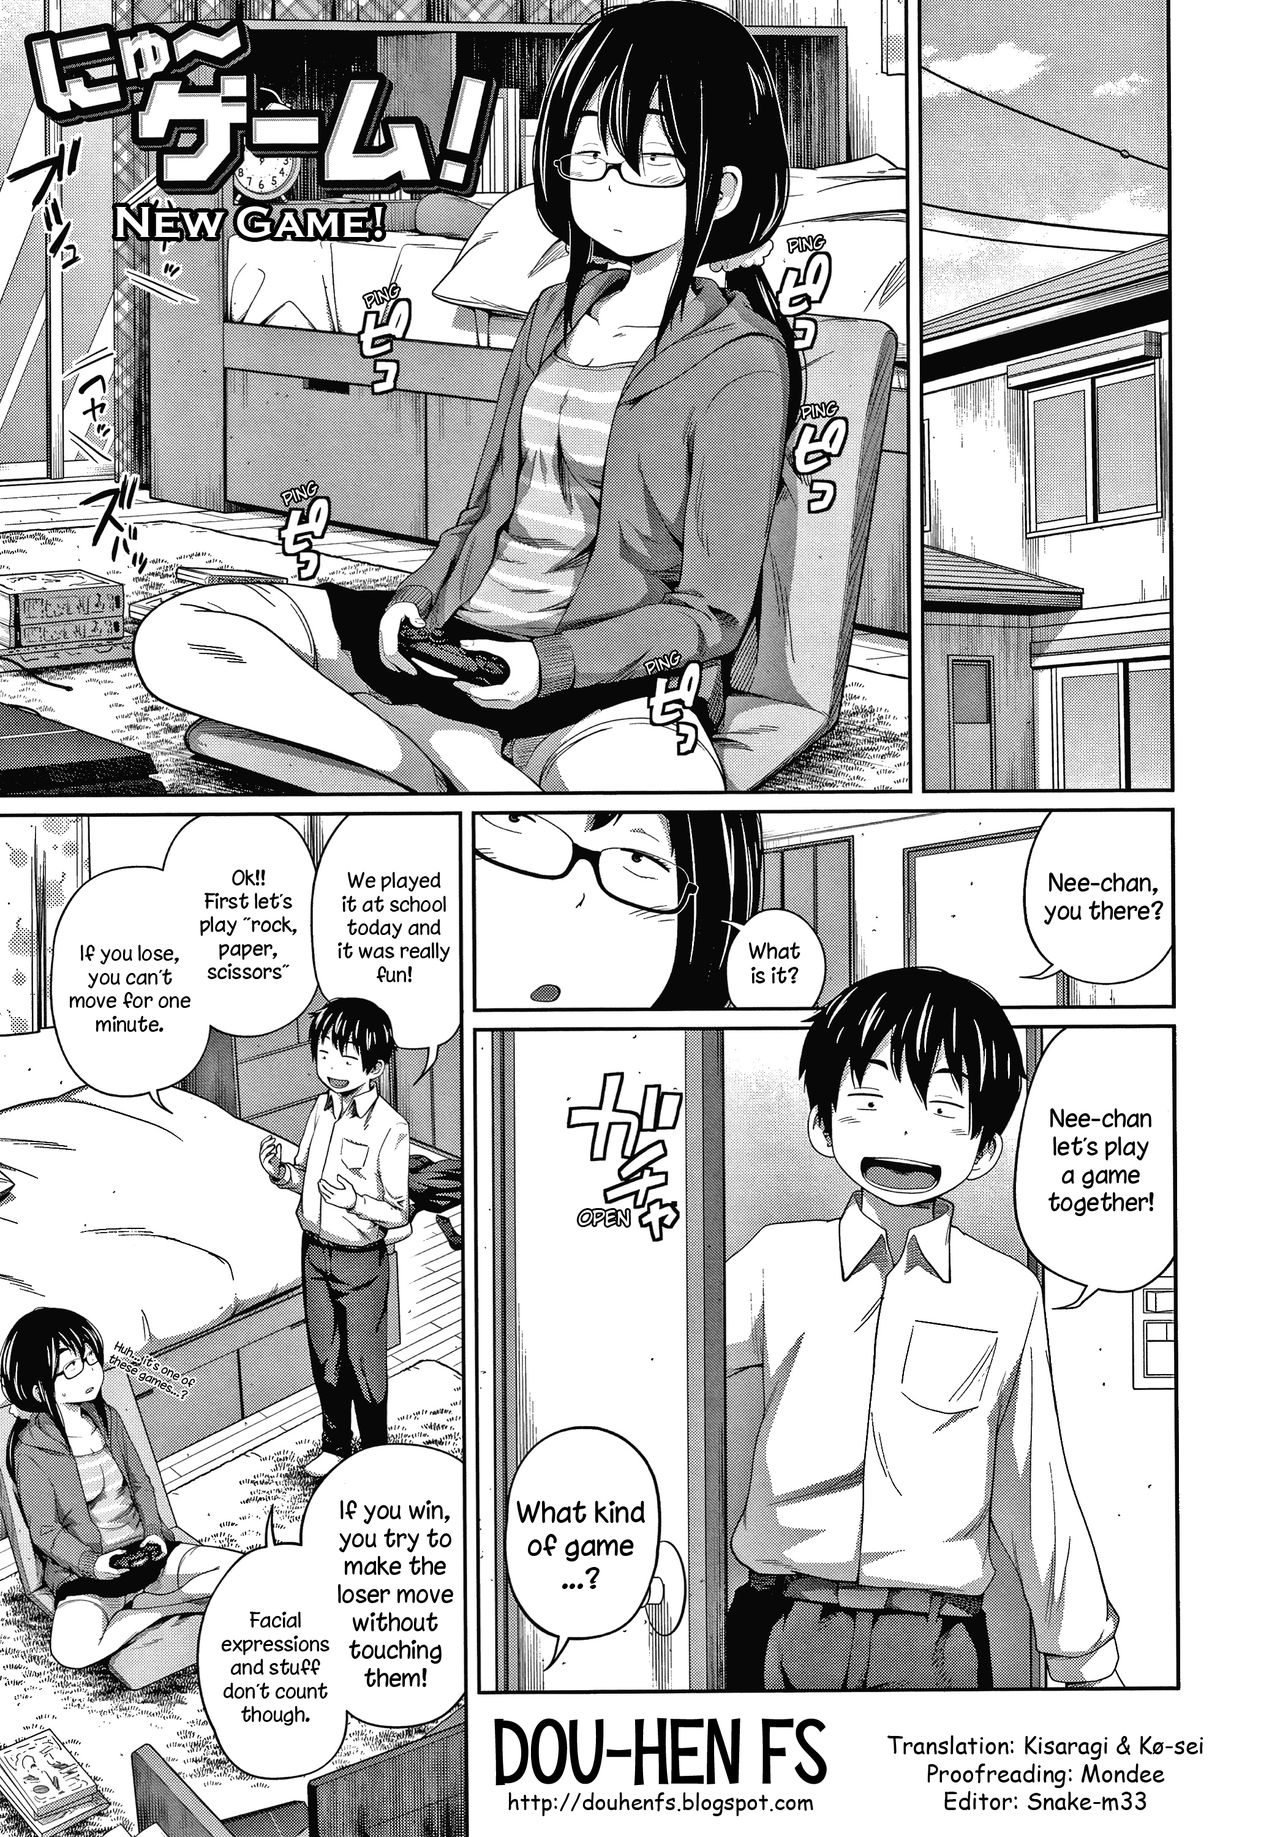 にゅ〜
ゲーム!
NEW GAME!
PING
ピコ
PING
ピコ
PING
ピコ
PING
ピコ
PING
ピコ
Nee-chan,
you there?
What
is it?
Nee-chan
let's play
a game
together!
ガチャ
OPEN
What kind
of game
...?
We played
it at school
today and
it was really
fun!
Ok!!
First let's
play "rock,
paper,
scissors"
If you lose,
you can't
move for one
minute.
Huh...it's one of
these games...?
If you win,
you try to
make the
loser move
without
touching
them!
Facial
expressions
and stuff
don't count
though.
DOU-HEN FS
http://douhenfs.blogspot.com
Translation: Kisaragi & Kø-sei
Proofreading: Mondee
Editor: Snake-m33